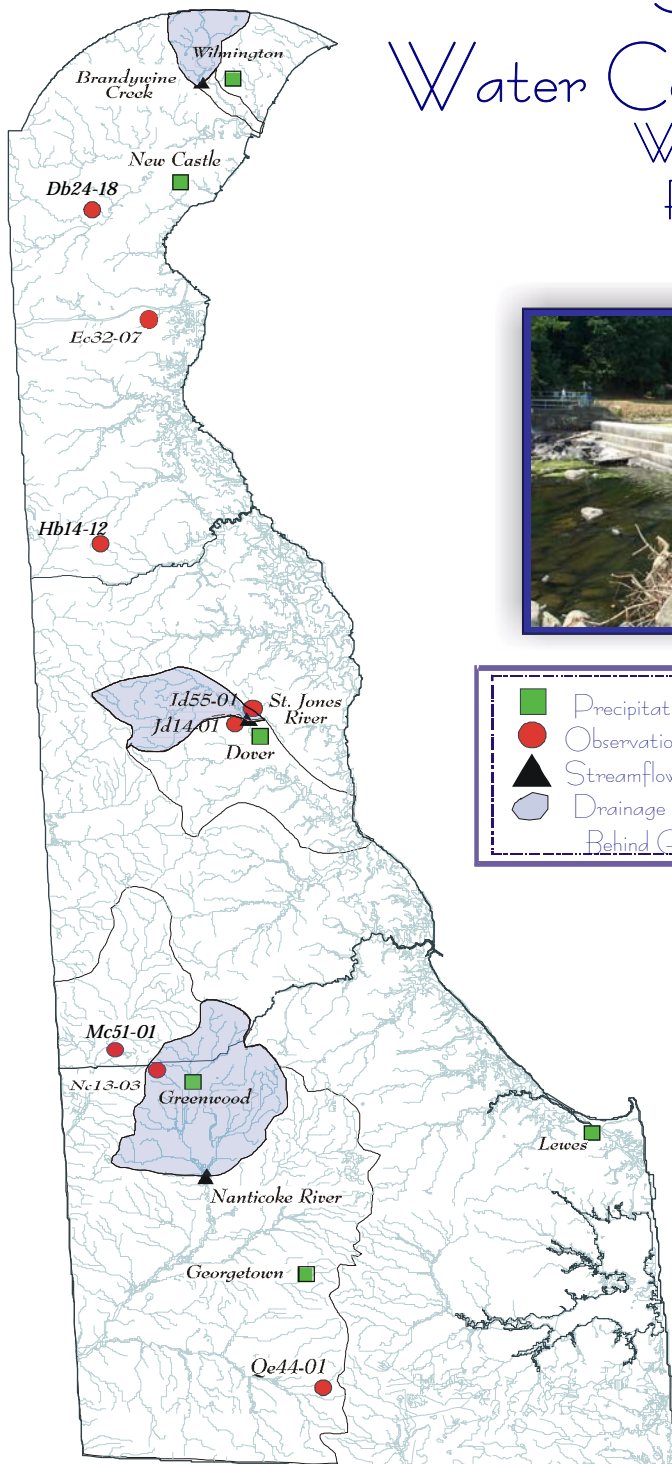 Water
Wilmington
Brandywine
Creek
New Castle
Db24-18
Ec32-07
Hb14-12
Id55-01
St. Jones
River
Jd14-01
Dover
Precipitat
Observatio
Streamflow
Drainage
Behind G
Mc51-01
Nc13-03
Greenwood
Lewes
Nanticoke River
Georgetown
Qe44-01